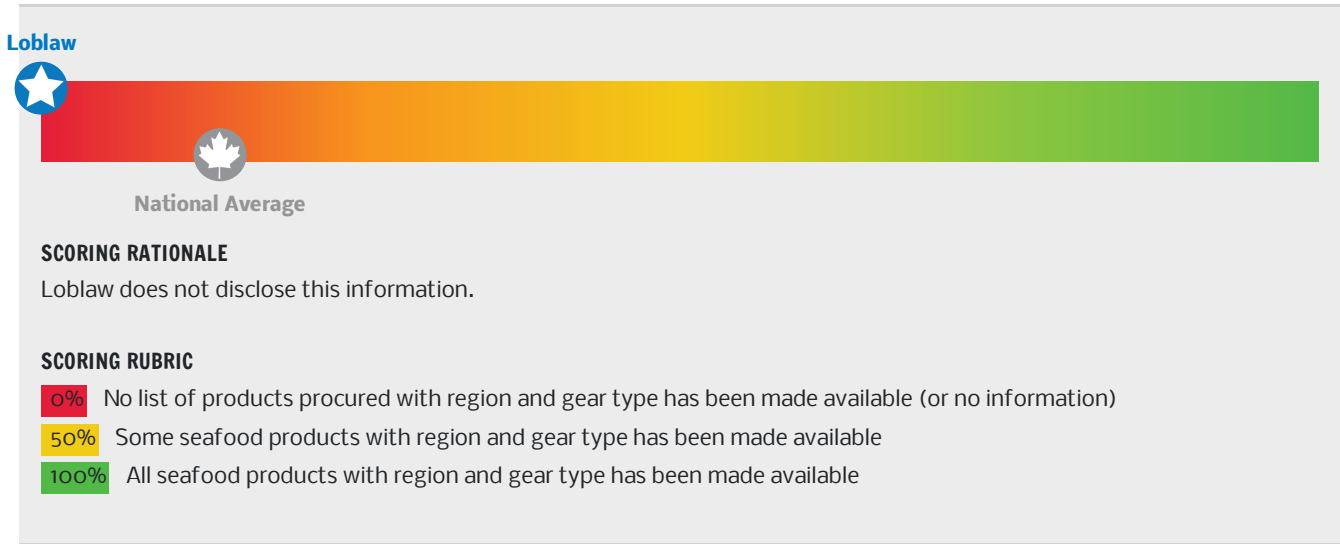 Loblaw
National Average
SCORING RATIONALE
Loblaw does not disclose this information.
SCORING RUBRIC
0% No list of products procured with region and gear type has been made available (or no information)
50% Some seafood products with region and gear type has been made available
100% All seafood products with region and gear type has been made available